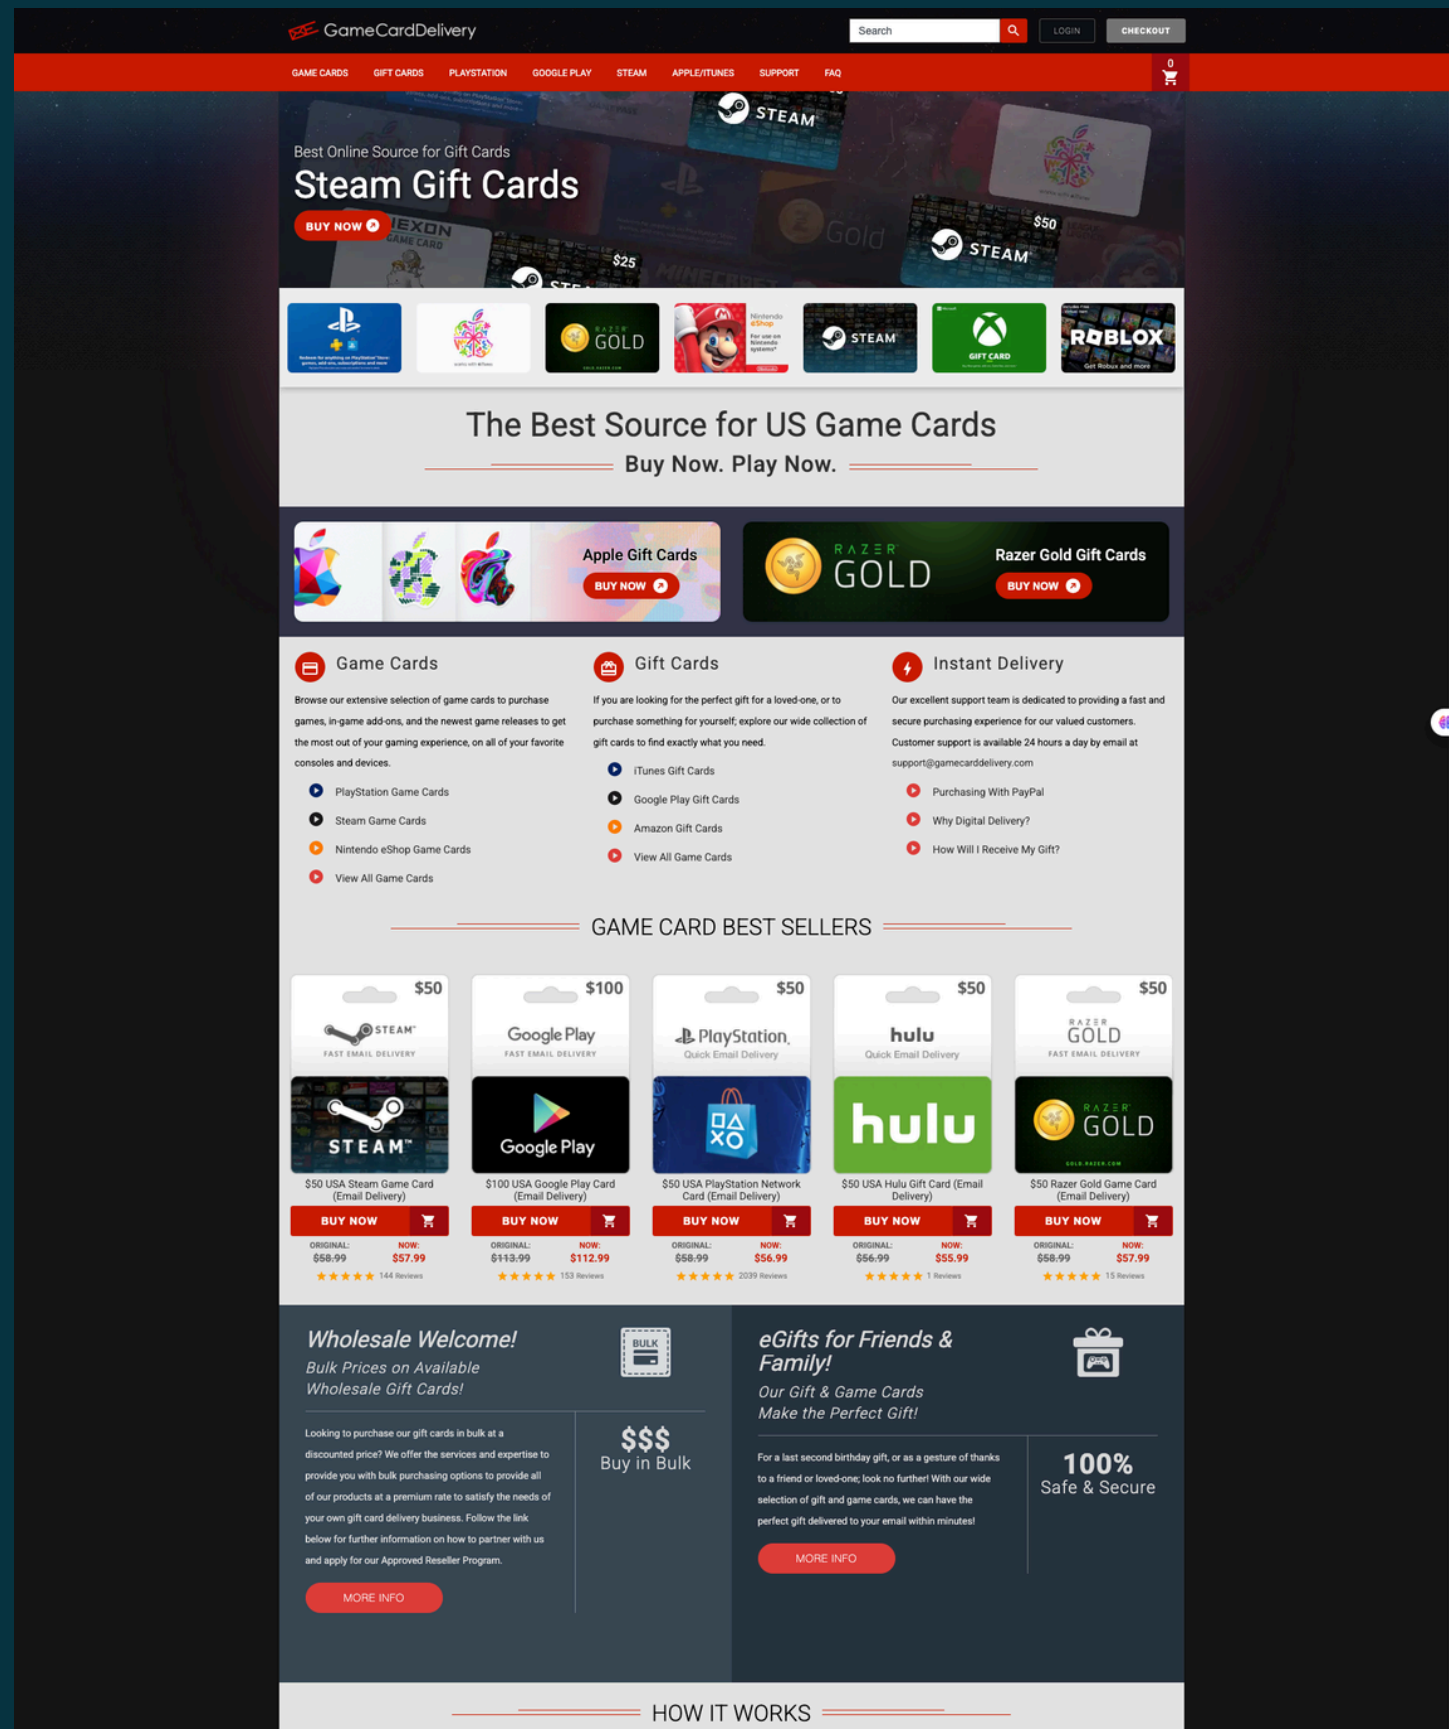 GameCardDelivery
Search
LOGIN
CHECKOUT
GAME CARDS
GIFT CARDS
PLAYSTATION
GOOGLE PLAY
STEAM
APPLE/ITUNES
SUPPORT
FAQ
0
STEAM
Best Online Source for Gift Cards
Steam Gift Cards
BUY NOW
NEXON
GAME CARD
$25
Gold
MINECRAFT
$50
STEAM
GOLD
Nintendo
eShop
For use on
Nintendo
systems*
STEAM
GIFT CARD
ROBLOX
Get Robux and more
The Best Source for US Game Cards
Buy Now. Play Now.
Apple Gift Cards
BUY NOW
RAZER
GOLD
Razer Gold Gift Cards
BUY NOW
Game Cards
Browse our extensive selection of game cards to purchase
games, in-game add-ons, and the newest game releases to get
the most out of your gaming experience, on all of your favorite
consoles and devices.
PlayStation Game Cards
Steam Game Cards
Nintendo eShop Game Cards
View All Game Cards
Gift Cards
If you are looking for the perfect gift for a loved-one, or to
purchase something for yourself; explore our wide collection of
gift cards to find exactly what you need.
iTunes Gift Cards
Google Play Gift Cards
Amazon Gift Cards
View All Game Cards
Instant Delivery
Our excellent support team is dedicated to providing a fast and
secure purchasing experience for our valued customers.
Customer support is available 24 hours a day by email at
support@gamecarddelivery.com
Purchasing With PayPal
Why Digital Delivery?
How Will I Receive My Gift?
GAME CARD BEST SELLERS
$50
STEAM
FAST EMAIL DELIVERY
STEAM
$50 USA Steam Game Card
(Email Delivery)
BUY NOW
ORIGINAL: NOW:
$58.99 $57.99
144 Reviews
$100
Google Play
FAST EMAIL DELIVERY
Google Play
$100 USA Google Play Card
(Email Delivery)
BUY NOW
ORIGINAL: NOW:
$113.99 $112.99
153 Reviews
$50
PlayStation
Quick Email Delivery
$50 USA PlayStation Network
Card (Email Delivery)
BUY NOW
ORIGINAL: NOW:
$58.99 $56.99
2039 Reviews
$50
hulu
Quick Email Delivery
hulu
$50 USA Hulu Gift Card (Email
Delivery)
BUY NOW
ORIGINAL: NOW:
$56.99 $55.99
1 Reviews
$50
RAZER
GOLD
FAST EMAIL DELIVERY
RAZER
GOLD
GOLD.RAZER.COM
$50 Razer Gold Game Card
(Email Delivery)
BUY NOW
ORIGINAL: NOW:
$58.99 $57.99
15 Reviews
Wholesale Welcome!
Bulk Prices on Available
Wholesale Gift Cards!
BULK
Looking to purchase our gift cards in bulk at a
discounted price? We offer the services and expertise to
provide you with bulk purchasing options to provide all
of our products at a premium rate to satisfy the needs of
your own gift card delivery business. Follow the link
below for further information on how to partner with us
and apply for our Approved Reseller Program.
$$$
Buy in Bulk
MORE INFO
eGifts for Friends &
Family!
Our Gift & Game Cards
Make the Perfect Gift!
For a last second birthday gift, or as a gesture of thanks
to a friend or loved-one; look no further! With our wide
selection of gift and game cards, we can have the
perfect gift delivered to your email within minutes!
100%
Safe & Secure
MORE INFO
HOW IT WORKS